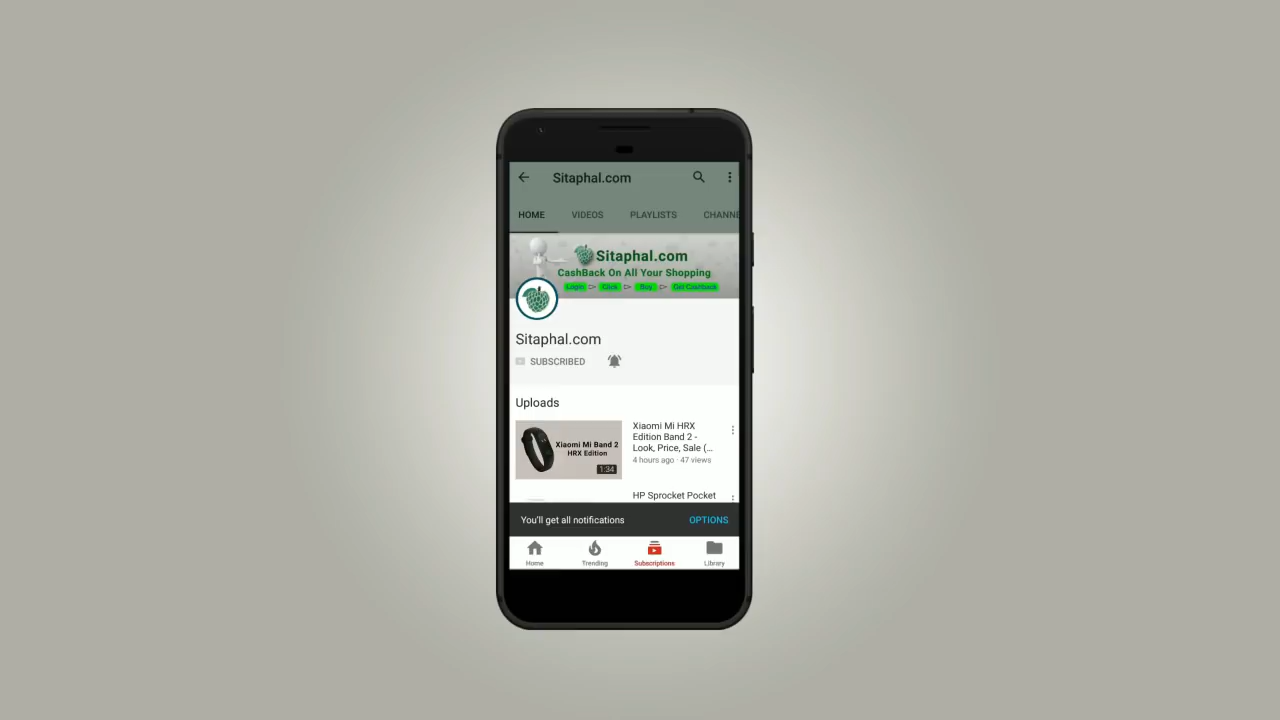 Sitaphal.com
HOME VIDEOS PLAYLISTS CHANNE
Sitaphal.com
CashBack On All Your Shopping
Login Click Buy Get Cashback
Sitaphal.com
SUBSCRIBED
Uploads
Xiaomi Mi Band 2
HRX Edition
1:34
Xiaomi Mi HRX
Edition Band 2 -
Look, Price, Sale (...
4 hours ago · 47 views
HP Sprocket Pocket
You'll get all notifications OPTIONS
Home Trending Subscriptions Library